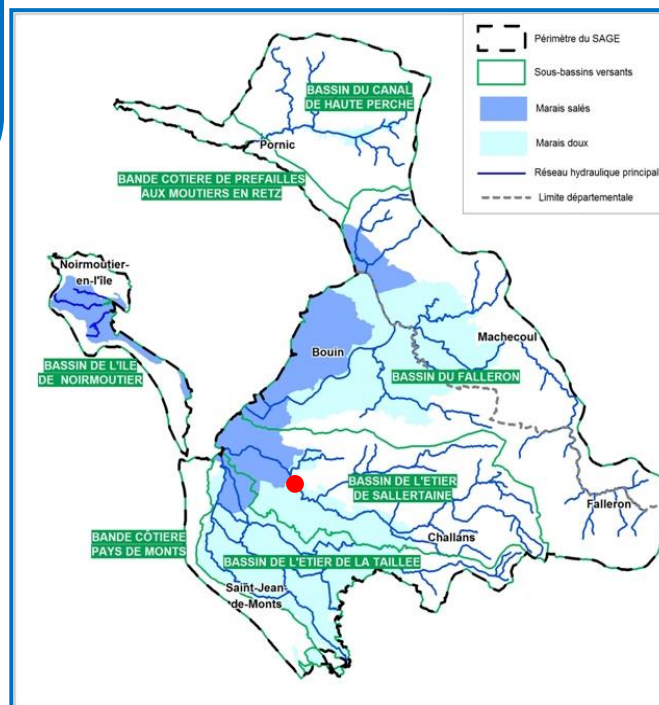 Périmètre du SAGE
Sous-bassins versants
Marais salés
Marais doux
Réseau hydraulique principal
Limite départementale
BASSIN DU CANAL
DE HAUTE PERCHE
Pornic
BANDE COTIERE DE PREFAILLES
AUX MOUTIERS EN RETZ
Noirmoutier-
en-l'île
BASSIN DE L'ILE
DE NOIRMOUTIER
Bouin
Machecoul
BASSIN DU FALLERON
BASSIN DE L'ETIER
DE SALLERTAINE
Falleron
BANDE CÔTIERE
PAYS DE MONTS
Challans
BASSIN DE L'ETIER DE LA TAILLEE
Saint-Jean-
de-Monts